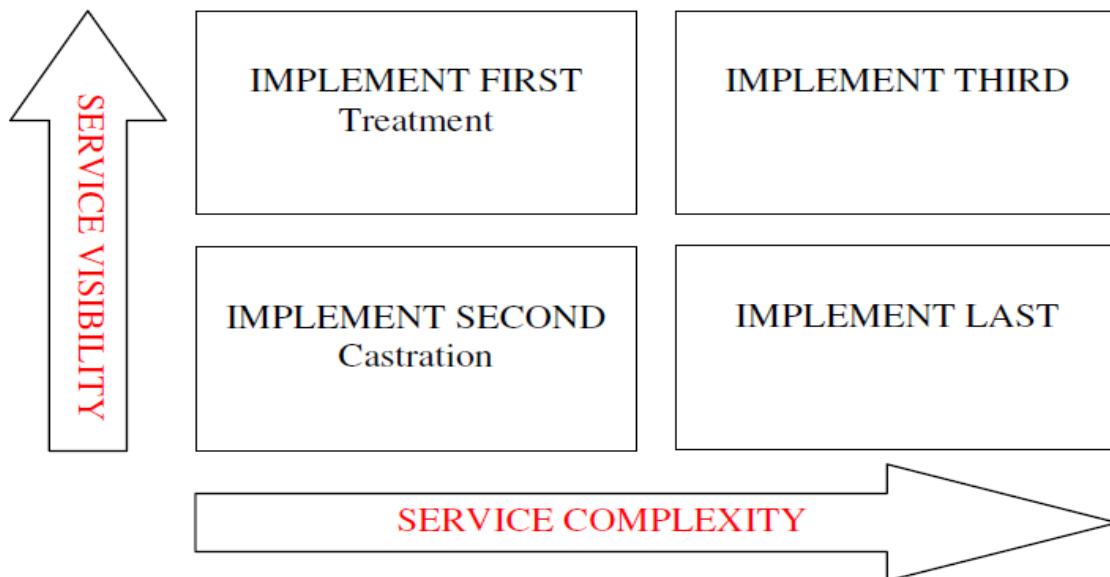 SERVICE VISIBILITY
IMPLEMENT FIRST
Treatment
IMPLEMENT THIRD
IMPLEMENT SECOND
Castration
IMPLEMENT LAST
SERVICE COMPLEXITY